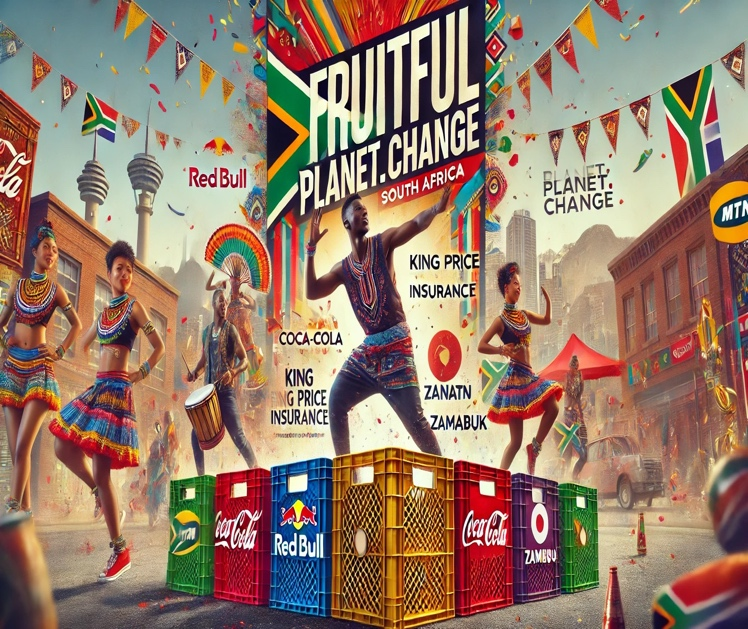 FRUITFUL
PLANET.CHANGE
SOUTH AFRICA
Coca-Cola
Red Bull
PLANET.
CHANGE
MTN
KING PRICE
INSURANCE
COCA-COLA
KING
NG PRICE
INSURANCE
ZANATN
ZAMABUK
Coca-Cola
Red Bull
Coca-Cola